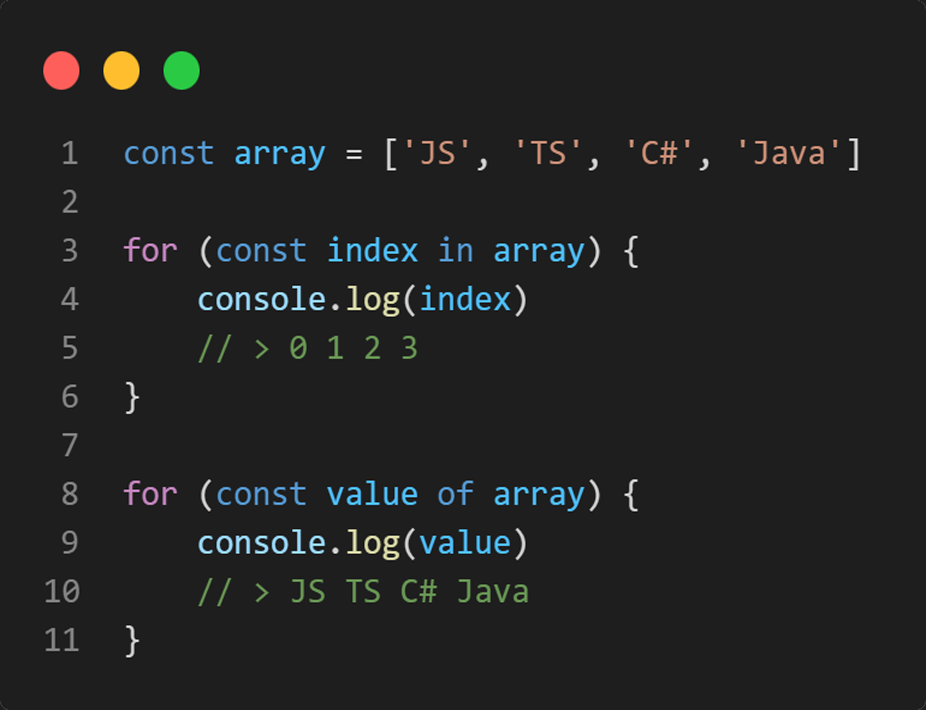 1 const array = ['JS', 'TS', 'C#', 'Java']
2
3 for (const index in array) {
4     console.log(index)
5     // > 0 1 2 3
6 }
7
8 for (const value of array) {
9     console.log(value)
10     // > JS TS C# Java
11 }